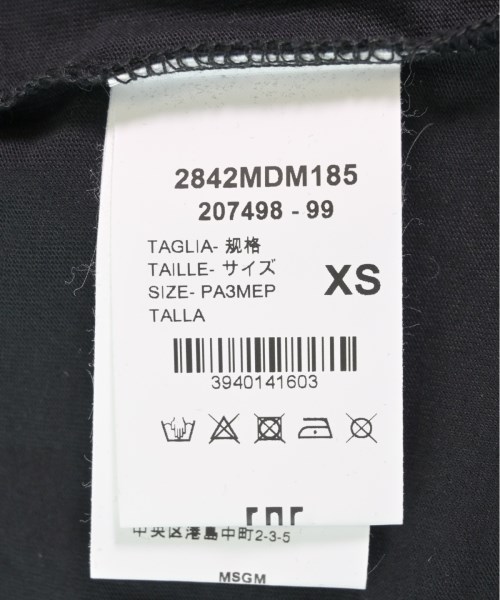 2842MDM185
207498 - 99
TAGLIA- 规格
TAILLE- サイズ
SIZE- РАЗМЕР
TALLA
XS
3940141603
中央区港島中町2-3-5
MSGM